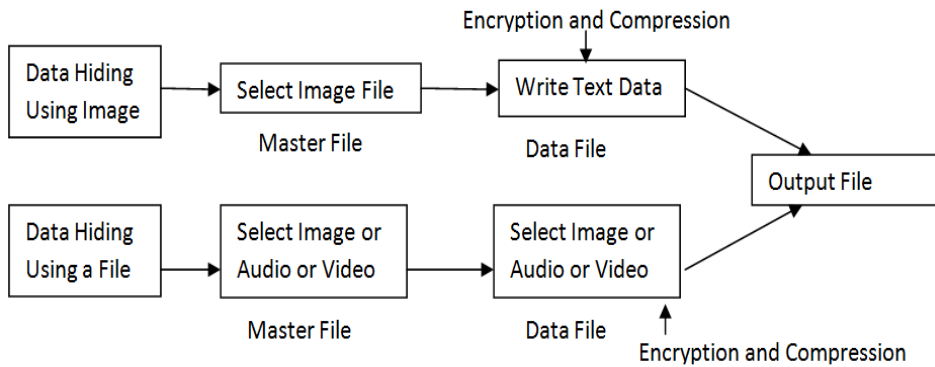 Encryption and Compression
Data Hiding
Using Image
Select Image File
Write Text Data
Master File
Data File
Output File
Data Hiding
Using a File
Select Image or
Audio or Video
Select Image or
Audio or Video
Master File
Data File
Encryption and Compression